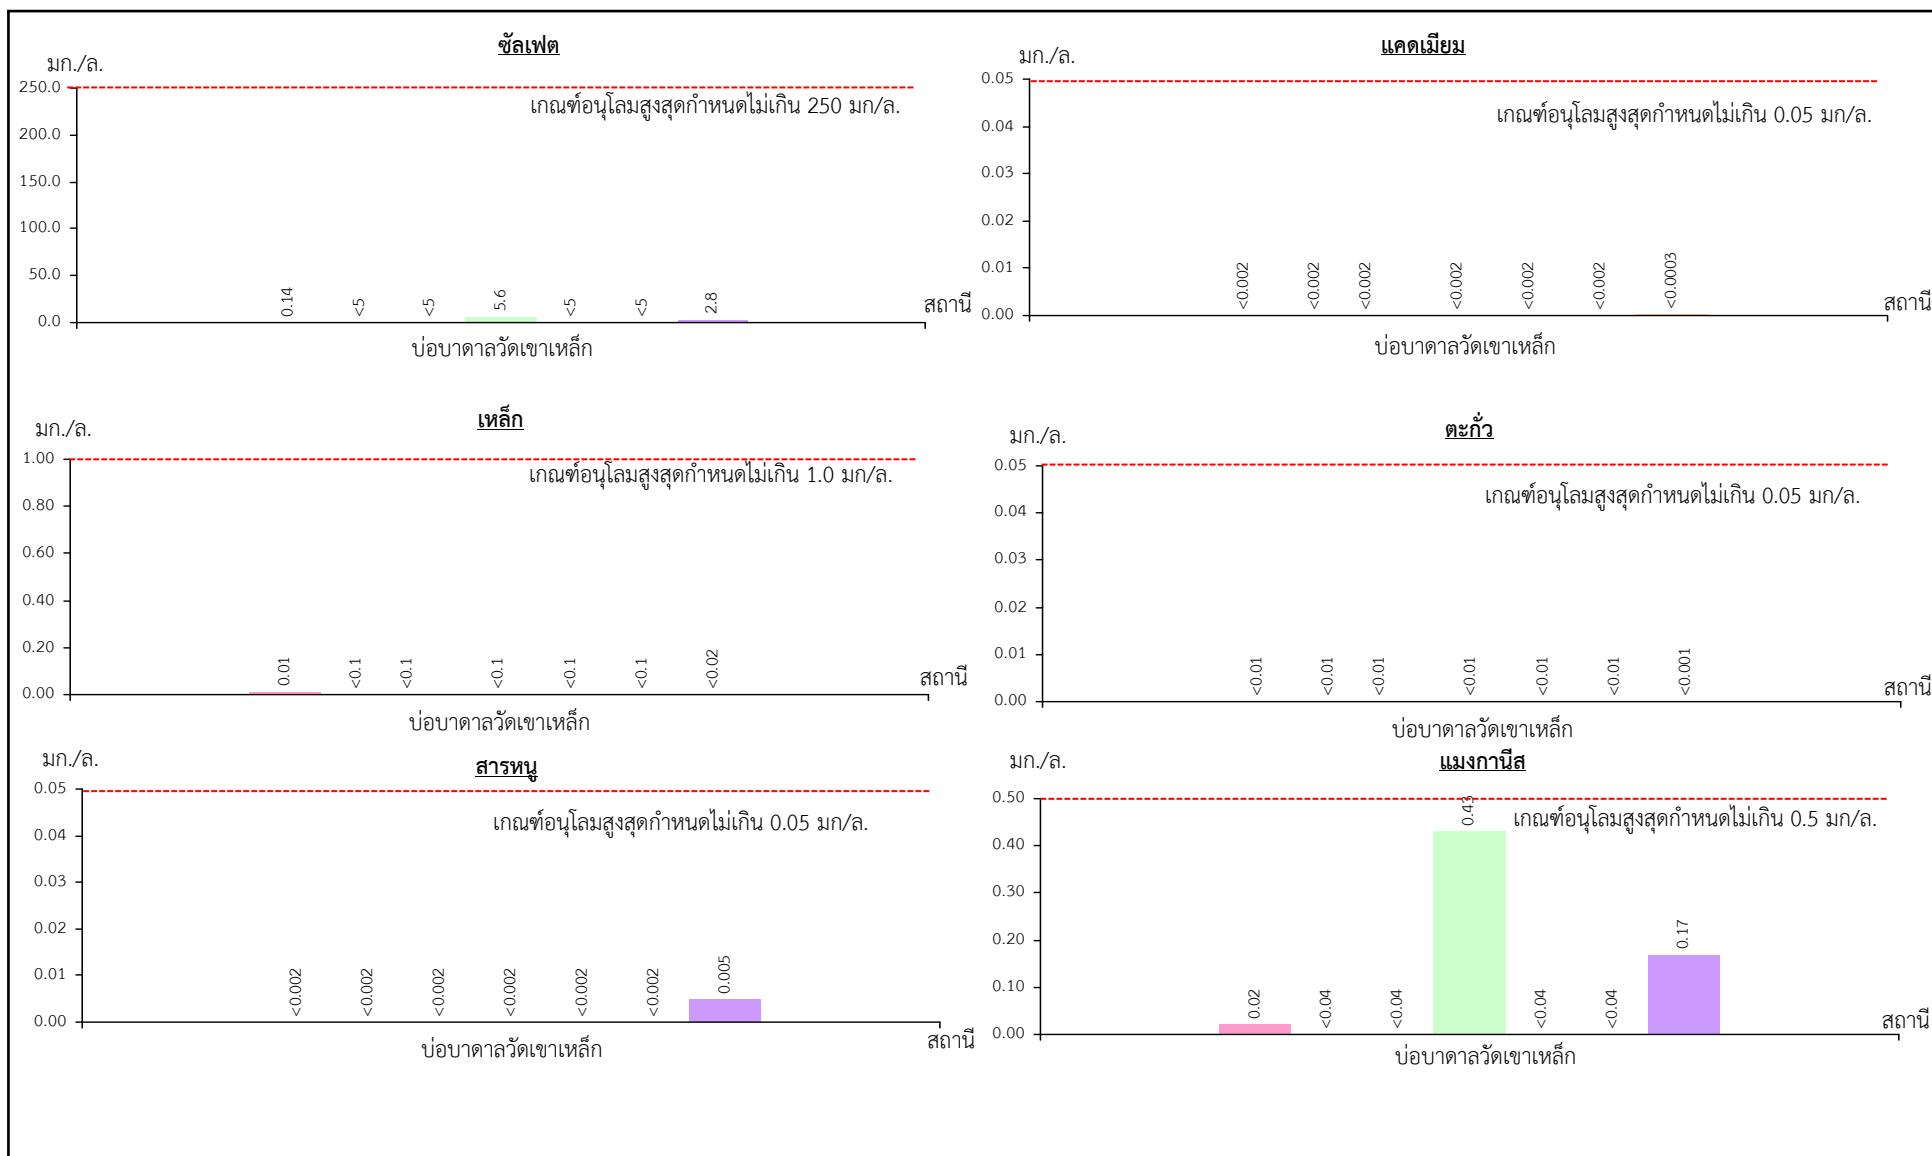 ซัลเฟต
มก./ล.
250.0
เกณฑ์อนุโลมสูงสุดกำหนดไม่เกิน 250 มก/ล.
200.0
150.0
100.0
50.0
0.0
0.14
<5
<5
5.6
<5
<5
2.8
สถานี
บ่อบาดาลวัดเขาเหล็ก
แคดเมียม
มก./ล.
0.05
เกณฑ์อนุโลมสูงสุดกำหนดไม่เกิน 0.05 มก/ล.
0.04
0.03
0.02
0.01
0.00
<0.002
<0.002
<0.002
<0.002
<0.002
<0.002
<0.0003
สถานี
บ่อบาดาลวัดเขาเหล็ก
เหล็ก
มก./ล.
1.00
เกณฑ์อนุโลมสูงสุดกำหนดไม่เกิน 1.0 มก/ล.
0.80
0.60
0.40
0.20
0.00
0.01
<0.1
<0.1
<0.1
<0.1
<0.1
<0.02
สถานี
บ่อบาดาลวัดเขาเหล็ก
ตะกั่ว
มก./ล.
0.05
เกณฑ์อนุโลมสูงสุดกำหนดไม่เกิน 0.05 มก/ล.
0.04
0.03
0.02
0.01
0.00
<0.01
<0.01
<0.01
<0.01
<0.01
<0.01
<0.001
สถานี
บ่อบาดาลวัดเขาเหล็ก
สารหนู
มก./ล.
0.05
เกณฑ์อนุโลมสูงสุดกำหนดไม่เกิน 0.05 มก/ล.
0.04
0.03
0.02
0.01
0.00
<0.002
<0.002
<0.002
<0.002
<0.002
<0.002
0.005
สถานี
บ่อบาดาลวัดเขาเหล็ก
แมงกานีส
มก./ล.
0.50
เกณฑ์อนุโลมสูงสุดกำหนดไม่เกิน 0.5 มก/ล.
0.40
0.30
0.20
0.10
0.00
0.02
<0.04
<0.04
0.43
<0.04
<0.04
0.17
สถานี
บ่อบาดาลวัดเขาเหล็ก